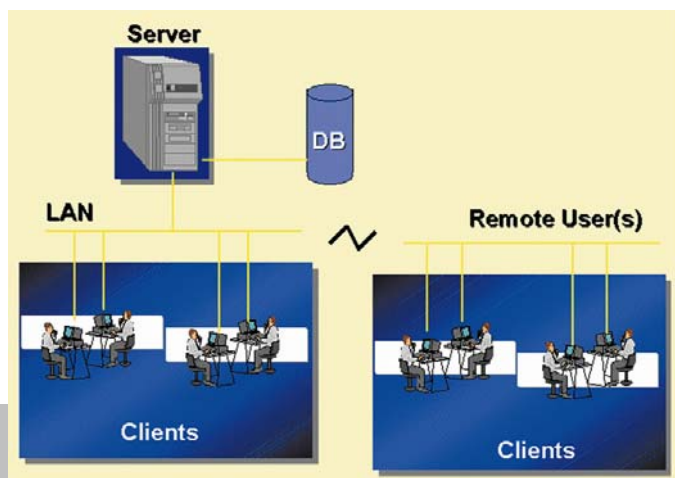 Server
DB
LAN
Remote User(s)
Clients
Clients